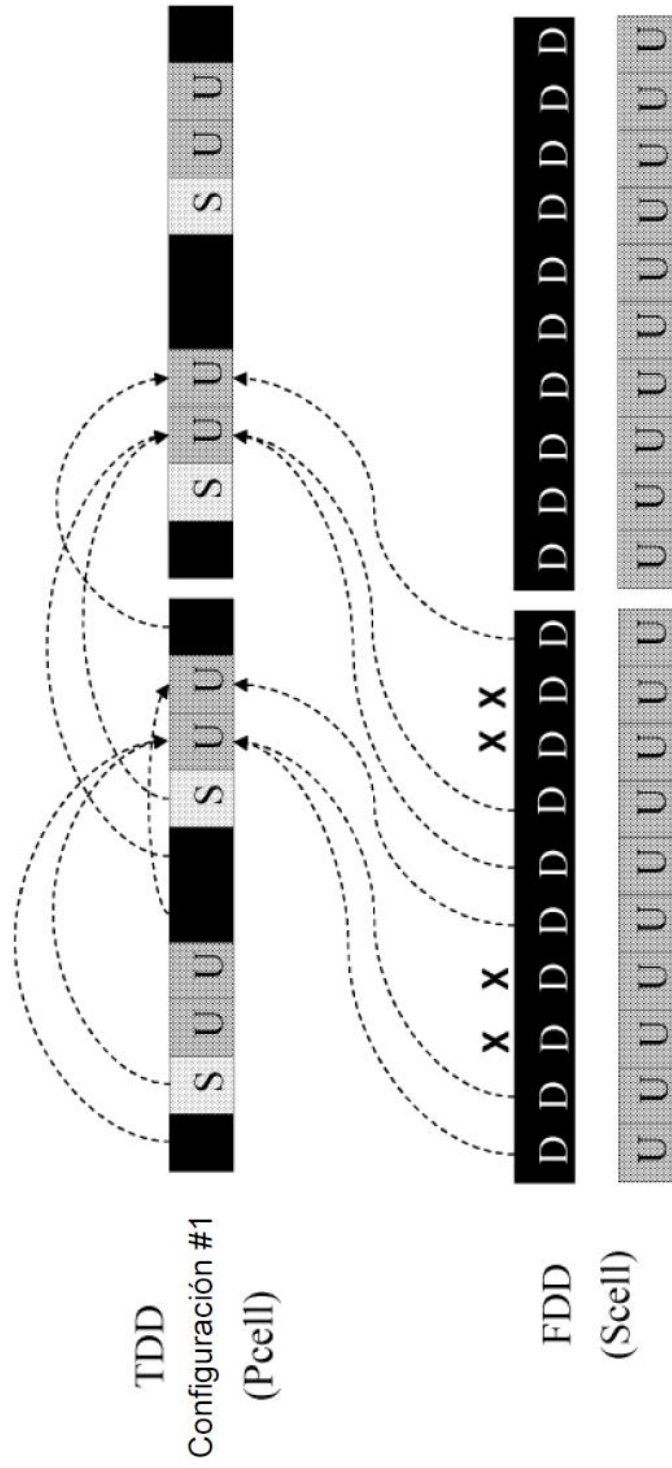 TDD
Configuración #1
(Pcell)
S U U S U U S U U S U U
FDD
(Scell)
X X X X
D D D D D D D D D D D D D D D D D D D D
U U U U U U U U U U U U U U U U U U U U